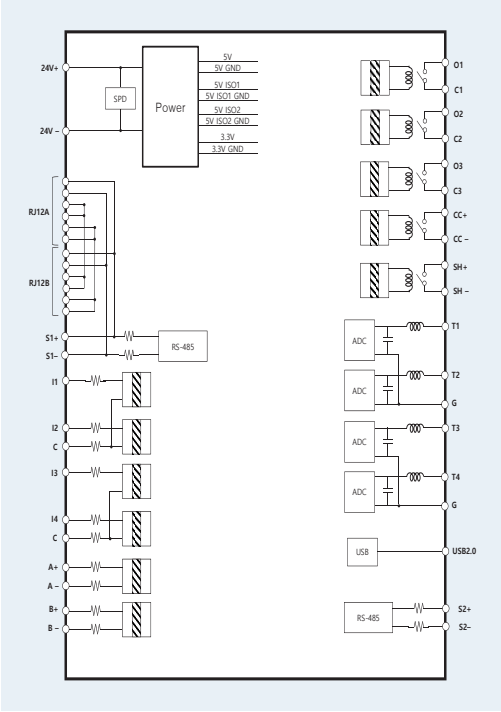 24V+
SPD
24V –
Power
5V
5V GND
5V ISO1
5V ISO1 GND
5V ISO2
5V ISO2 GND
3.3V
3.3V GND
RJ12A
RJ12B
S1+
S1–
RS-485
I1
I2
C
I3
I4
C
A+
A –
B+
B –
O1
C1
O2
C2
O3
C3
CC+
CC –
SH+
SH –
ADC
T1
ADC
T2
G
ADC
T3
ADC
T4
G
USB
USB2.0
RS-485
S2+
S2–